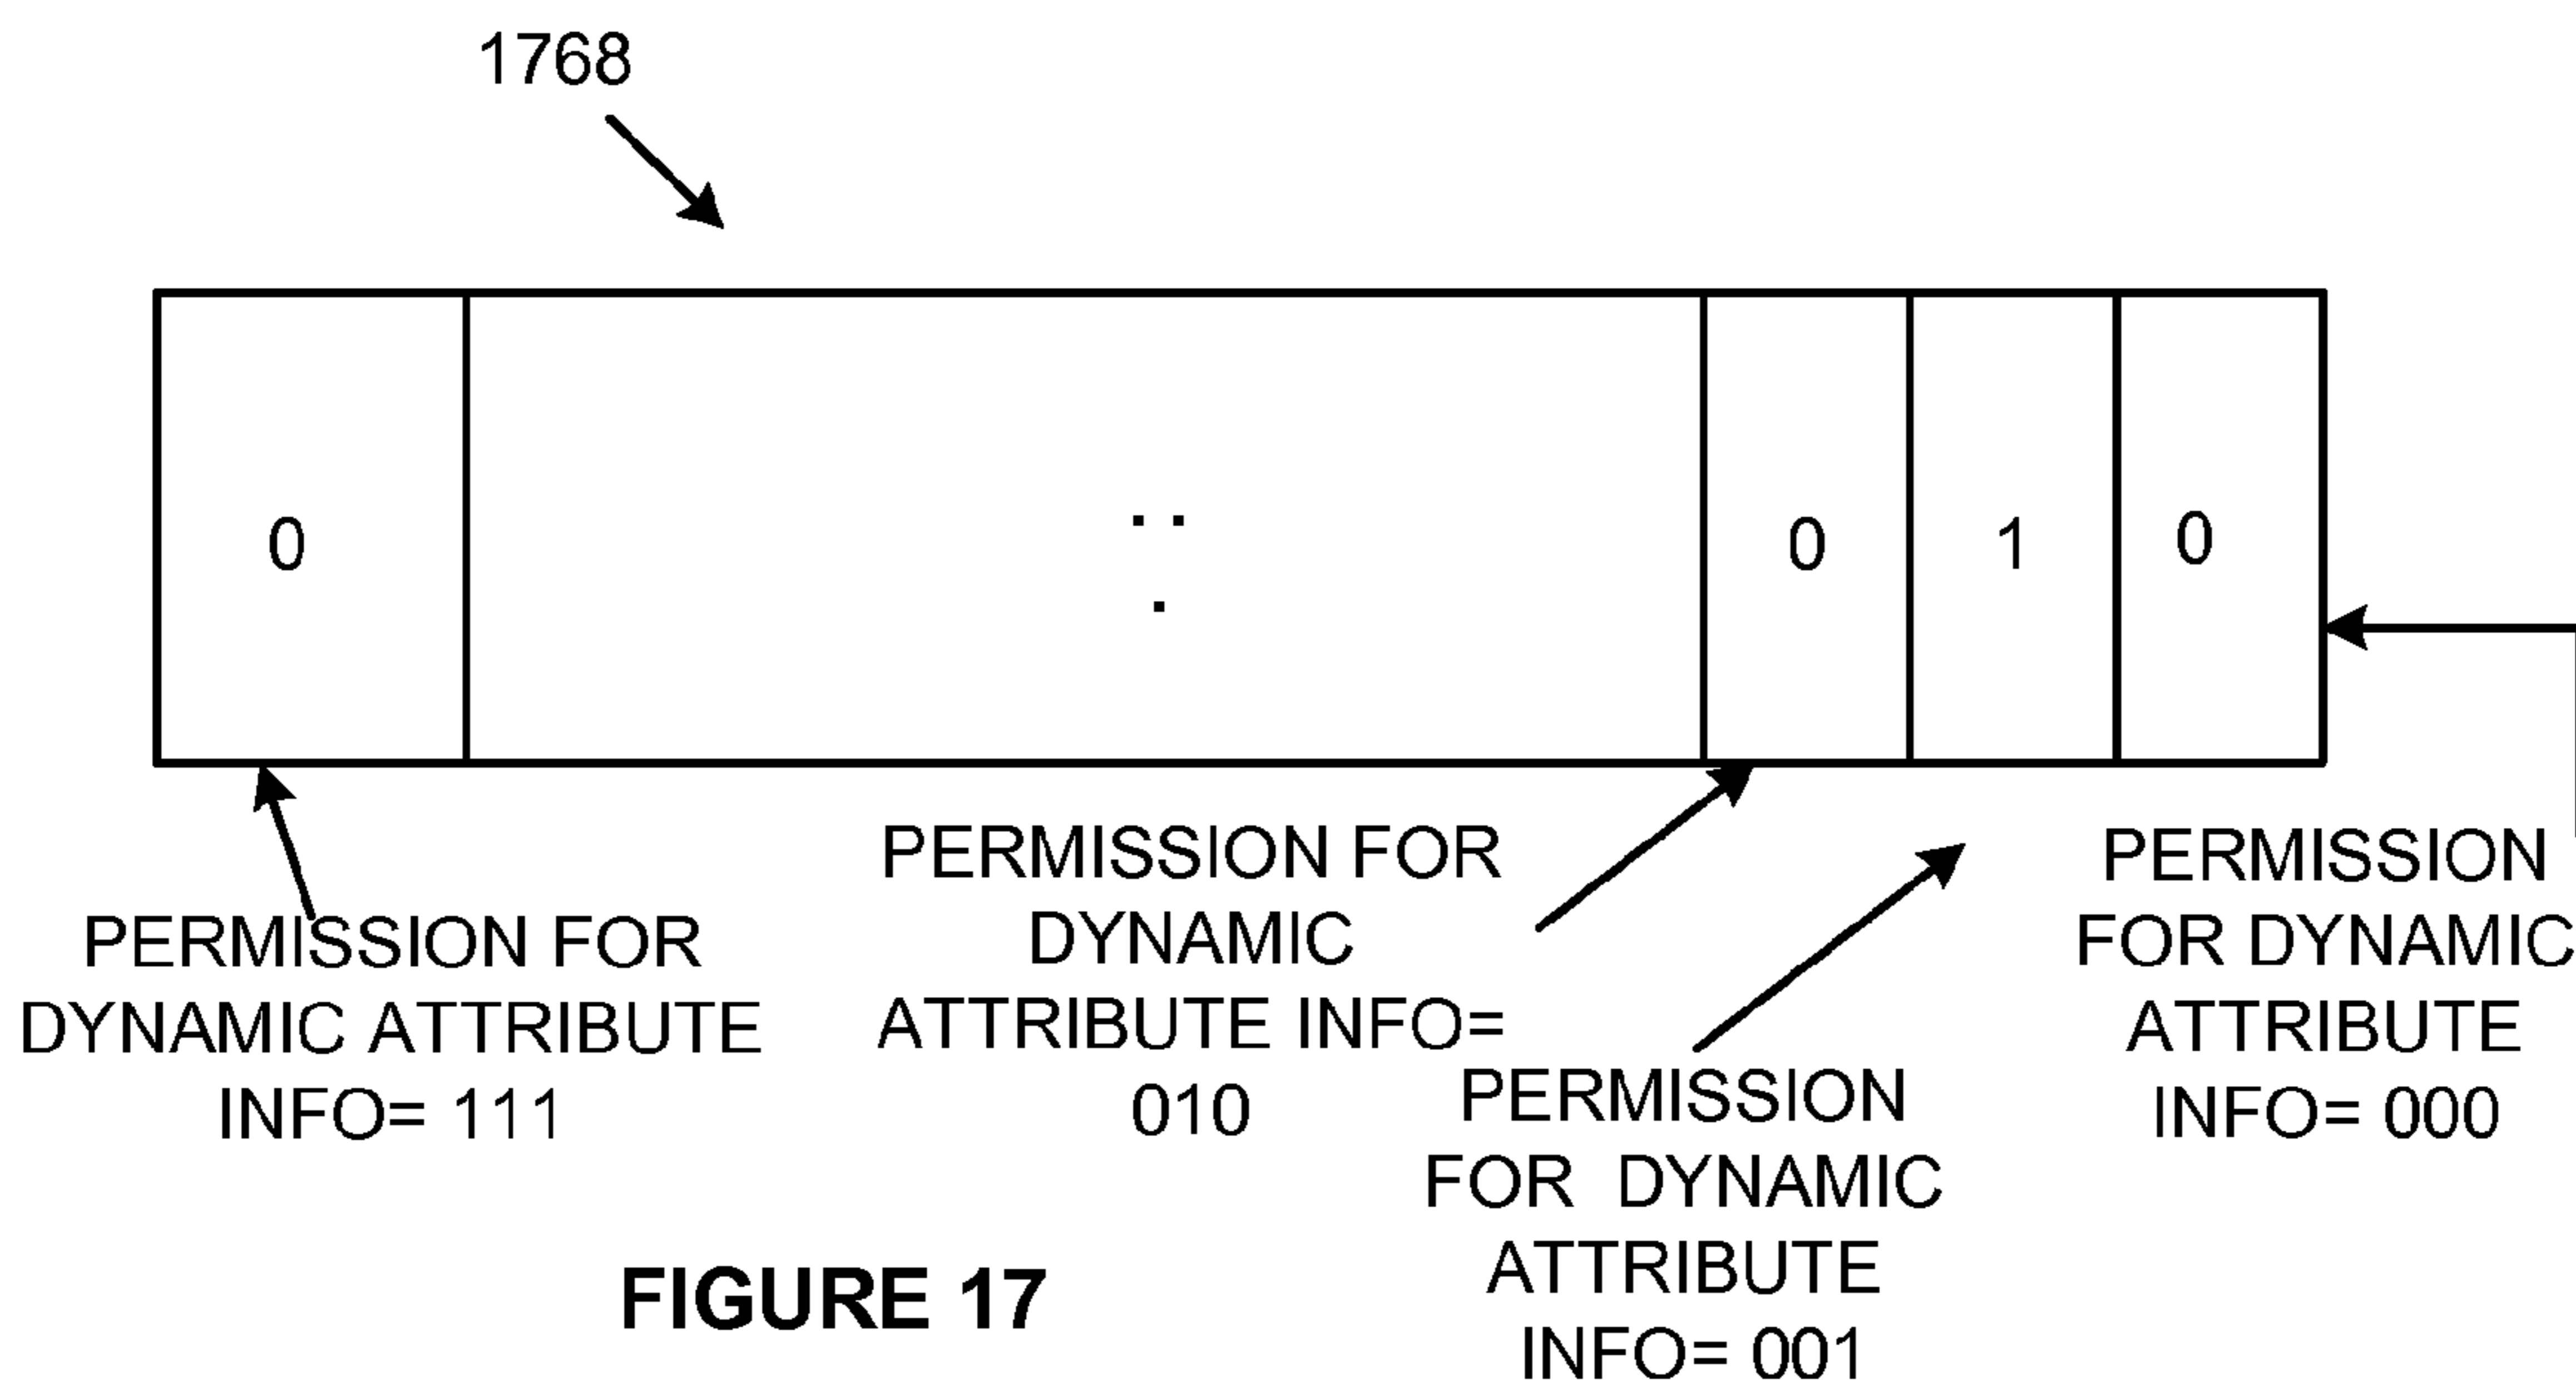 1768
0
. .
.
0
1
0
PERMISSION FOR
DYNAMIC ATTRIBUTE
INFO= 111
PERMISSION FOR
DYNAMIC
ATTRIBUTE INFO=
010
PERMISSION
FOR DYNAMIC
ATTRIBUTE
INFO= 001
PERMISSION
FOR DYNAMIC
ATTRIBUTE
INFO= 000
FIGURE 17